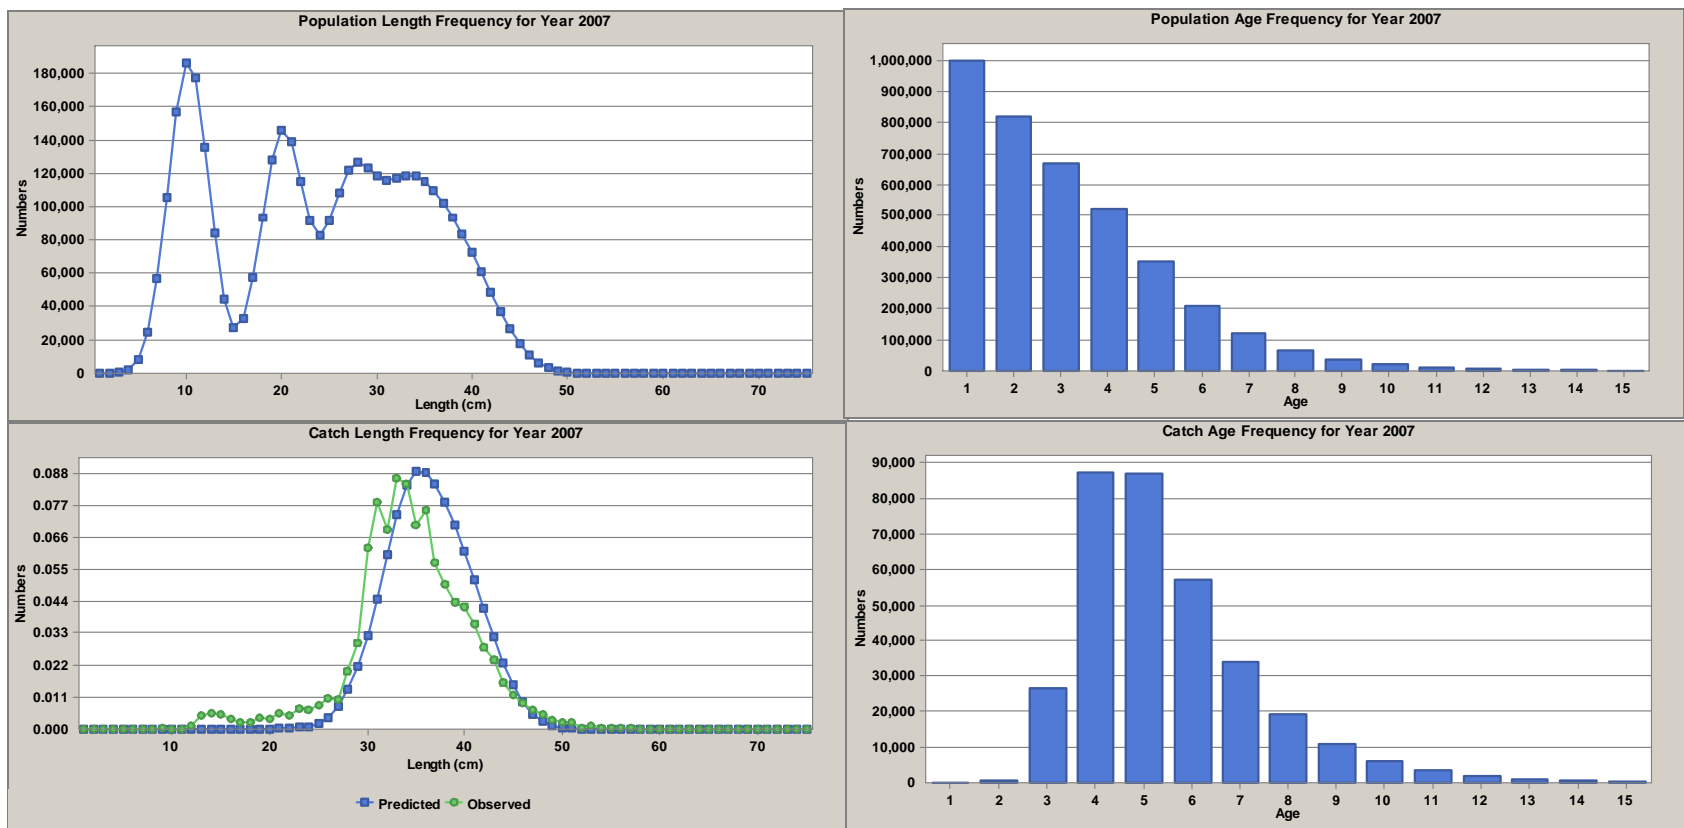 Population Length Frequency for Year 2007
Numbers
180,000
160,000
140,000
120,000
100,000
80,000
60,000
40,000
20,000
0
10 20 30 40 50 60 70
Length (cm)
Population Age Frequency for Year 2007
Numbers
1,000,000
900,000
800,000
700,000
600,000
500,000
400,000
300,000
200,000
100,000
0
1 2 3 4 5 6 7 8 9 10 11 12 13 14 15
Age
Catch Length Frequency for Year 2007
Numbers
0.088
0.077
0.066
0.055
0.044
0.033
0.022
0.011
0.000
10 20 30 40 50 60 70
Length (cm)
Predicted Observed
Catch Age Frequency for Year 2007
Numbers
90,000
80,000
70,000
60,000
50,000
40,000
30,000
20,000
10,000
0
1 2 3 4 5 6 7 8 9 10 11 12 13 14 15
Age